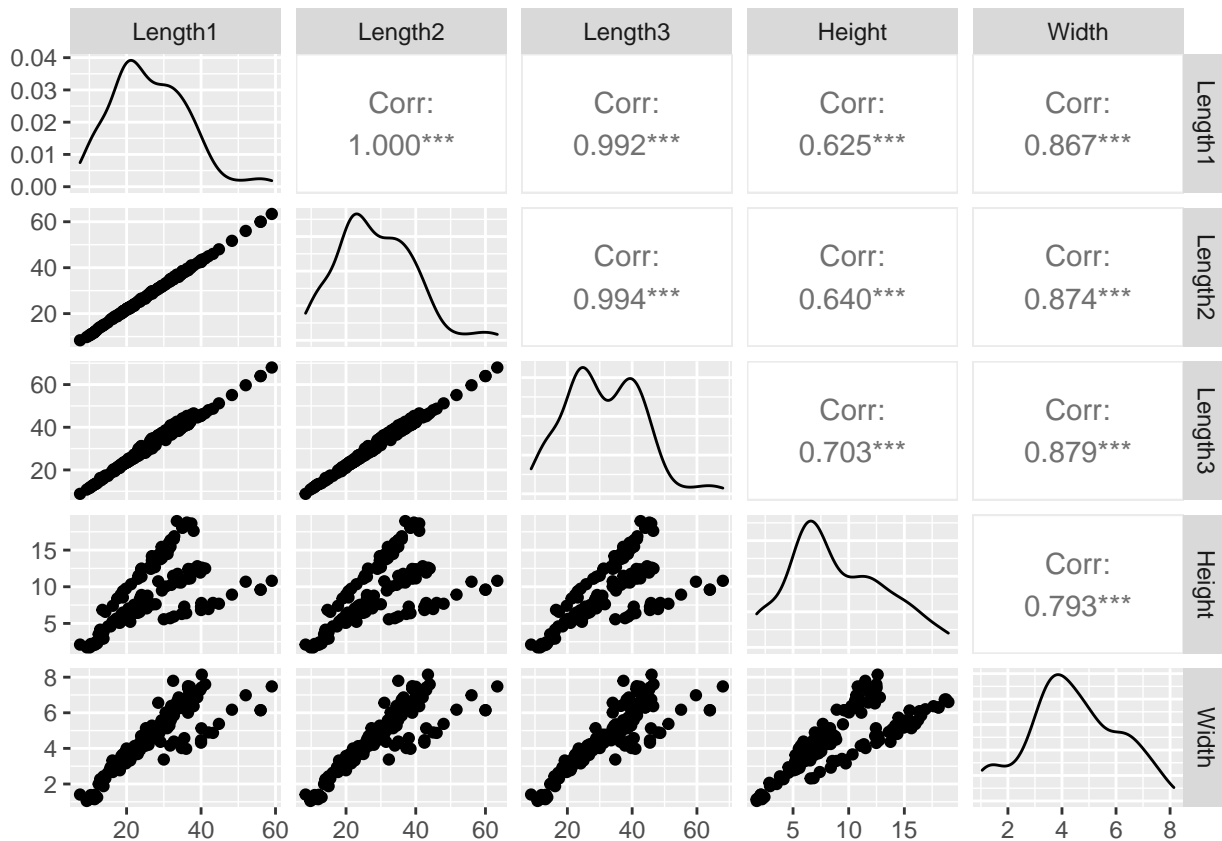 Length1 Length2 Length3 Height Width
0.04
0.03
0.02
0.01
0.00
Corr:
1.000***
Corr:
0.992***
Corr:
0.625***
Corr:
0.867***
Length1
60
40
20
Corr:
0.994***
Corr:
0.640***
Corr:
0.874***
Length2
60
40
20
Corr:
0.703***
Corr:
0.879***
Length3
15
10
5
Corr:
0.793***
Height
8
6
4
2
Width
20 40 60 20 40 60 20 40 60 5 10 15 2 4 6 8